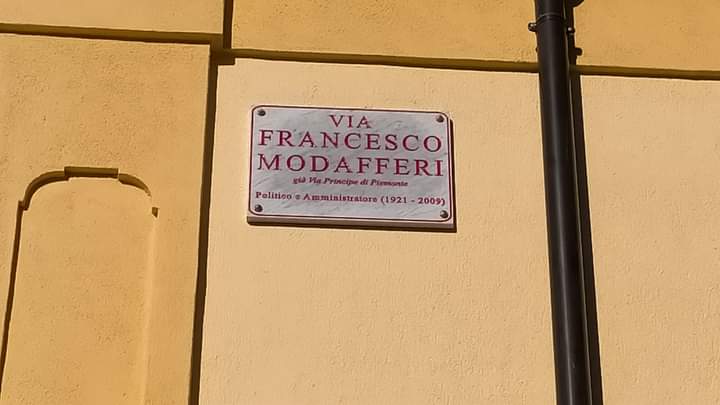 VIA
FRANCESCO
MODAFFERI
già Via Principe di Piemonte
Politico e Amministratore (1921 - 2009)